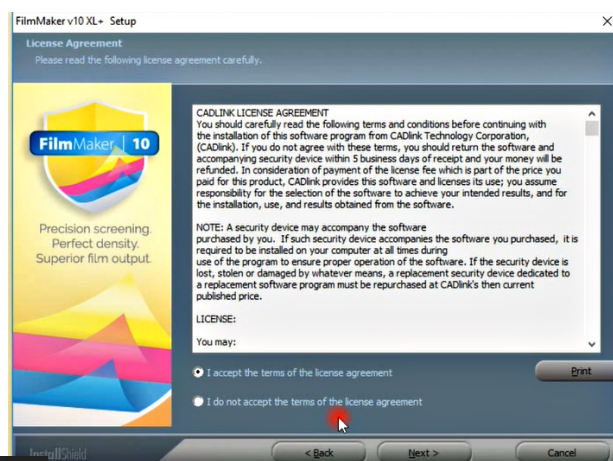 FilmMaker v10 XL+ Setup
License Agreement
Please read the following license agreement carefully.
FilmMaker 10
Precision screening.
Perfect density.
Superior film output.
CADLINK LICENSE AGREEMENT
You should carefully read the following terms and conditions before continuing with
the installation of this software program from CADlink Technology Corporation,
(CADlink). If you do not agree with these terms, you should return the software and
accompanying security device within 5 business days of receipt and your money will be
refunded. In consideration of payment of the license fee which is part of the price you
paid for this product, CADlink provides this software and licenses its use; you assume
responsibility for the selection of the software to achieve your intended results, and for
the installation, use, and results obtained from the software.
NOTE: A security device may accompany the software
purchased by you. If such security device accompanies the software you purchased, it is
required to be installed on your computer at all times during
use of the program to ensure proper operation of the software. If the security device is
lost, stolen or damaged by whatever means, a replacement security device dedicated to
a replacement software program must be repurchased at CADlink's then current
published price.
LICENSE:
You may:
I accept the terms of the license agreement
Print
I do not accept the terms of the license agreement
InstallShield
< Back
Next >
Cancel